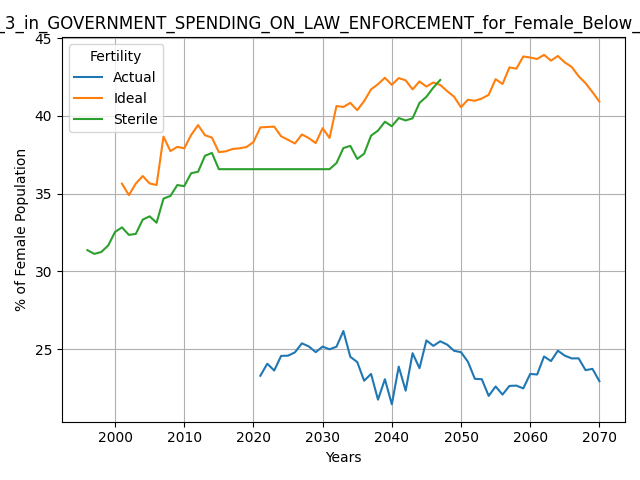 _3_in_GOVERNMENT_SPENDING_ON_LAW_ENFORCEMENT_for_Female_Below_
Fertility
Actual
Ideal
Sterile
% of Female Population
45
40
35
30
25
2000 2010 2020 2030 2040 2050 2060 2070
Years